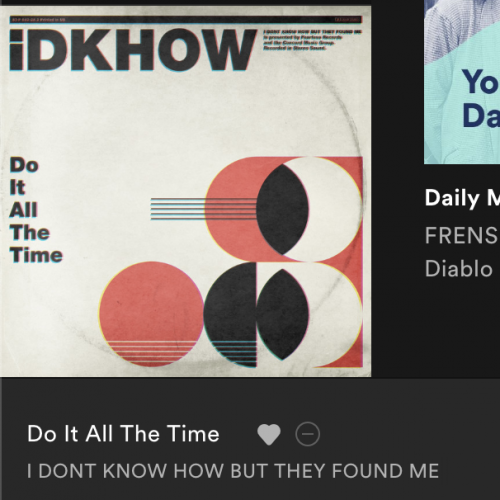 iDKHOW
I DONT KNOW HOW BUT THEY FOUND ME
is presented by Fearless Records
and the Concord Music Group.
Recorded in Stereo Sound.
Do
It
All
The
Time
Yo
Da
Daily M
FRENS
Diablo
Do It All The Time
I DONT KNOW HOW BUT THEY FOUND ME